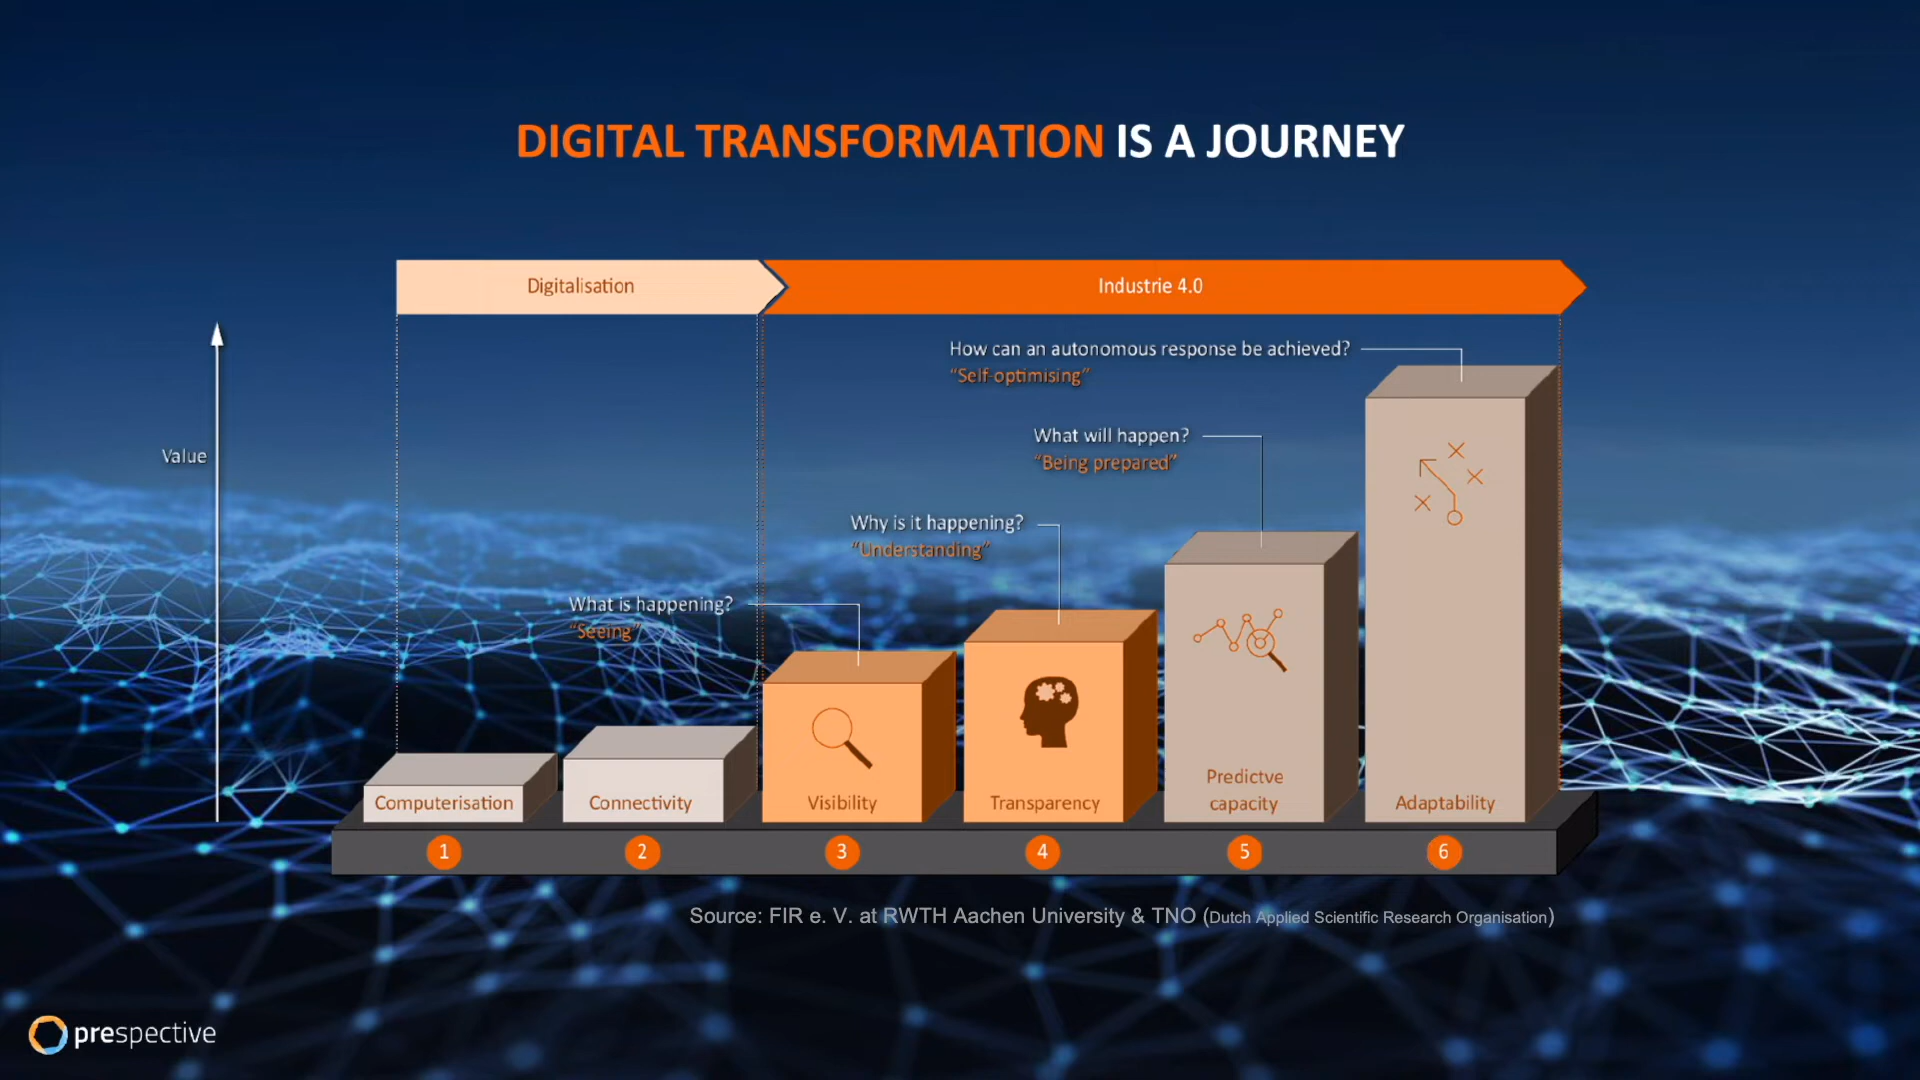 DIGITAL TRANSFORMATION IS A JOURNEY
Digitalisation
Industrie 4.0
How can an autonomous response be achieved?
“Self-optimising”
What will happen?
“Being prepared”
Value
Why is it happening?
“Understanding”
What is happening?
“Seeing”
Computerisation
Connectivity
Visibility
Transparency
Predictve
capacity
Adaptability
1
2
3
4
5
6
Source: FIR e. V. at RWTH Aachen University & TNO (Dutch Applied Scientific Research Organisation)
prespective